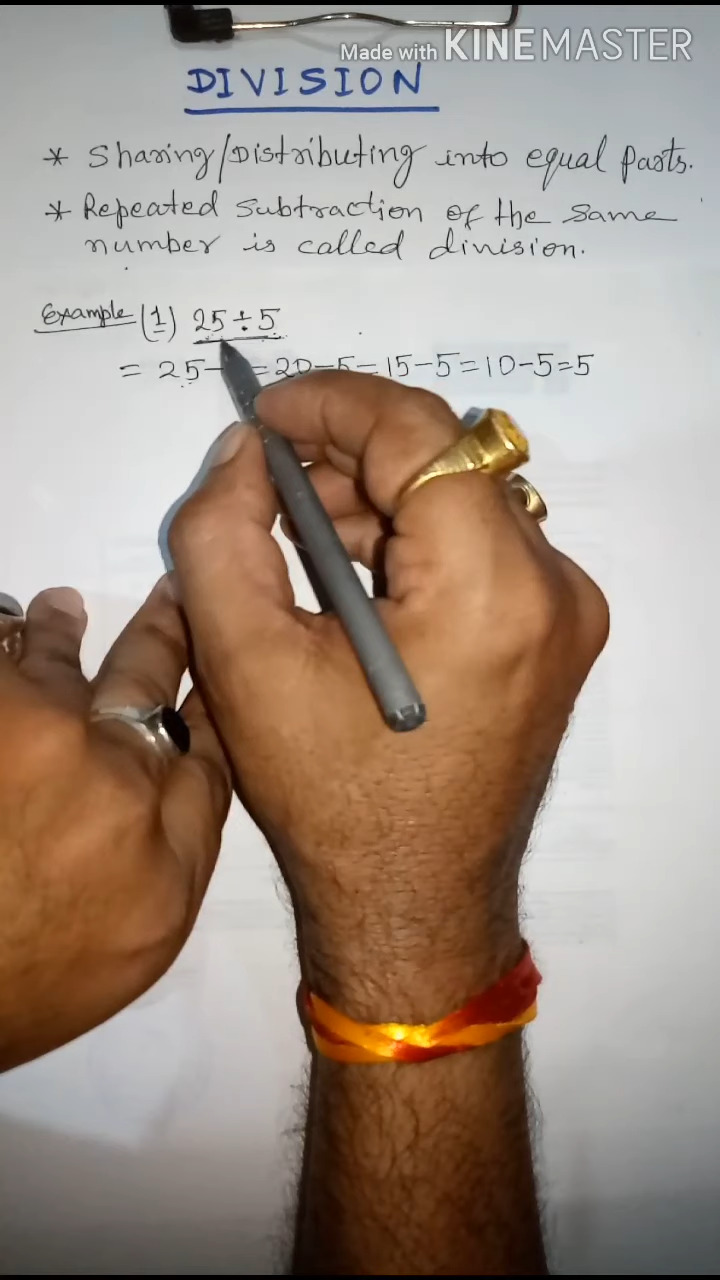 Made with KINEMASTER
DIVISION
* Sharing/Distributing into equal Parts.
* Repeated subtraction of the same
number is called division.
Example (1) 25÷5
= 25- =20-5=15-5=10-5=5